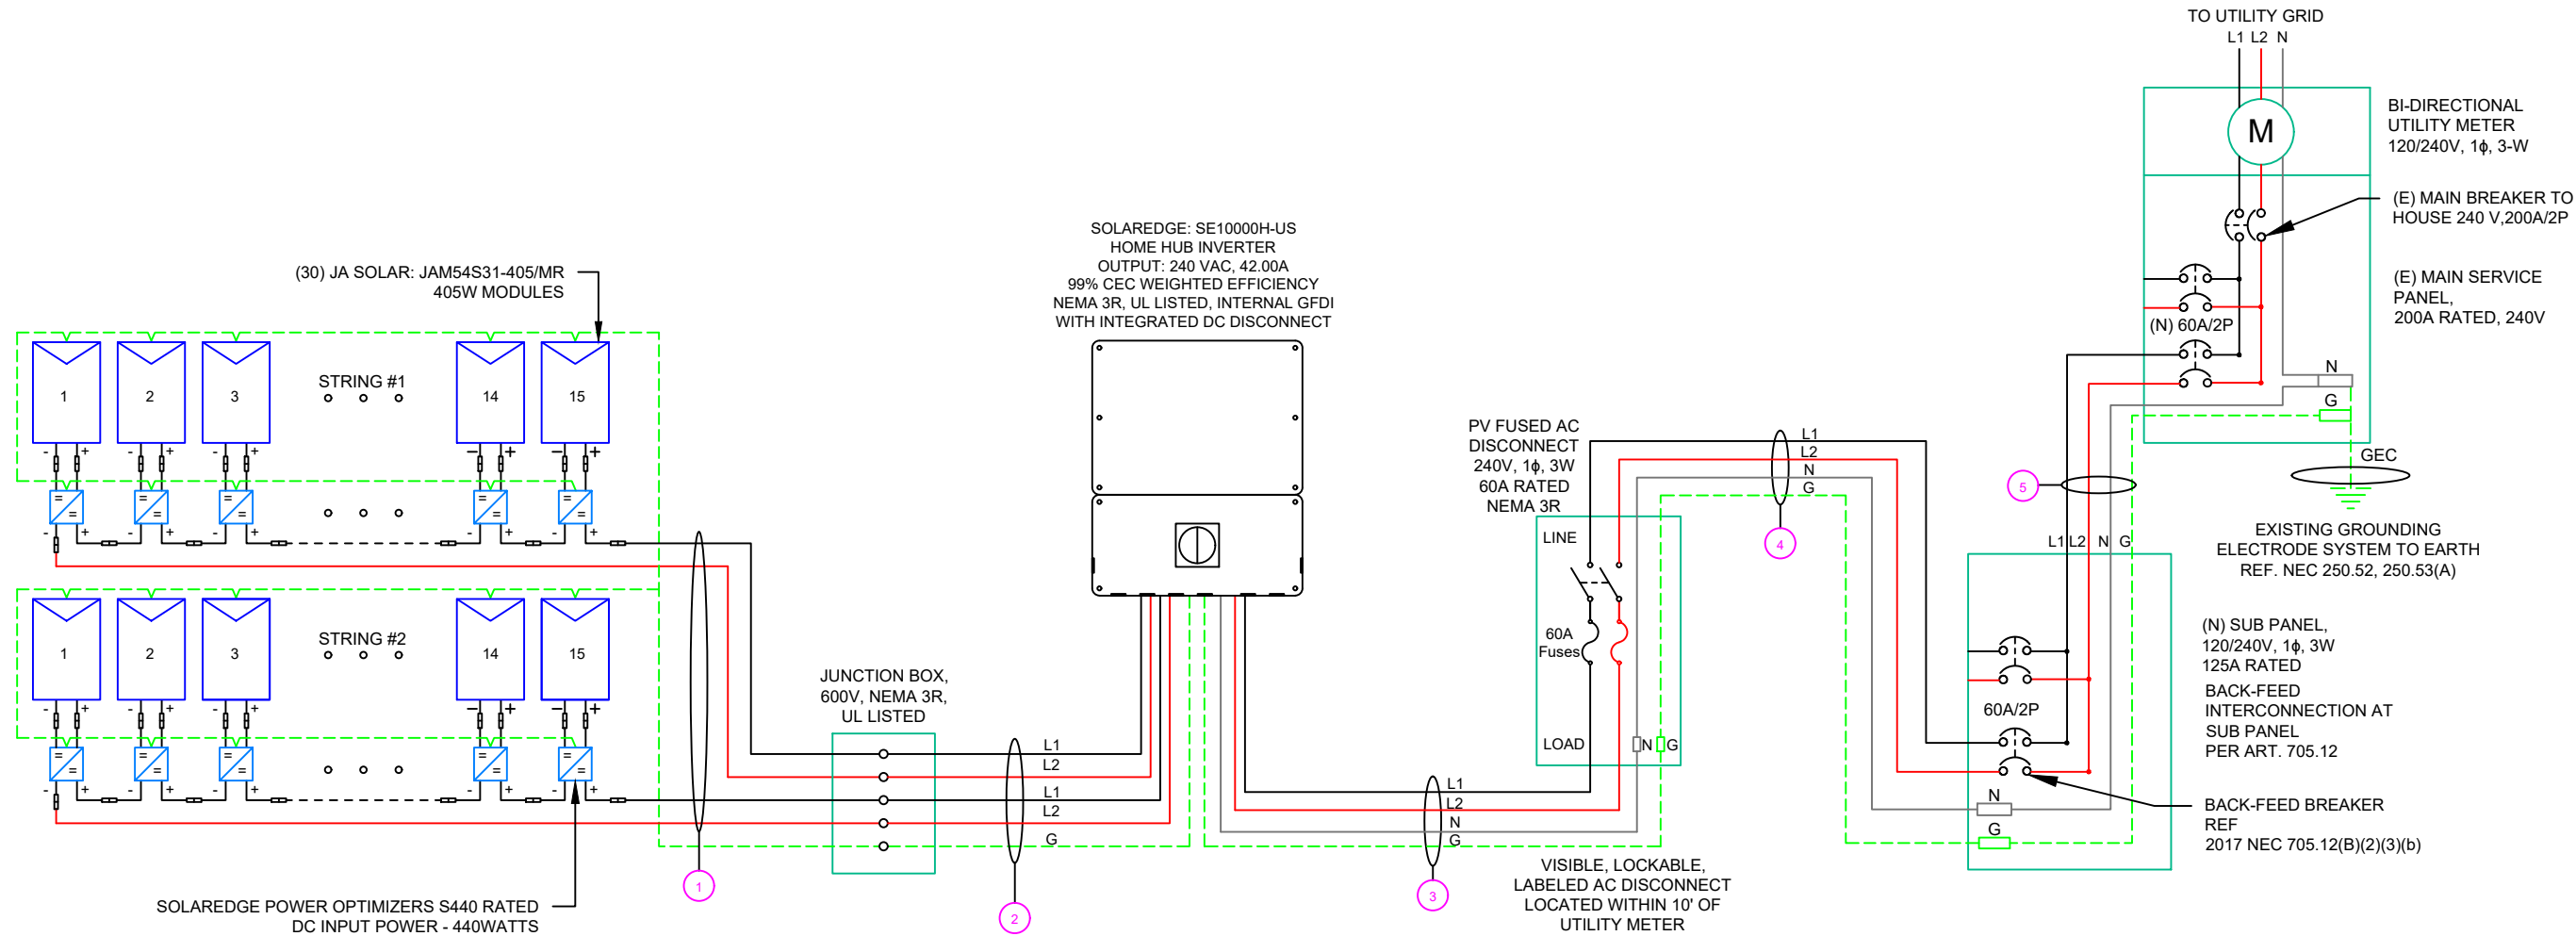 TO UTILITY GRID
L1 L2 N
M
BI-DIRECTIONAL
UTILITY METER
120/240V, 1ϕ, 3-W
(E) MAIN BREAKER TO
HOUSE 240 V,200A/2P
(E) MAIN SERVICE
PANEL,
200A RATED, 240V
(N) 60A/2P
N
G
GEC
EXISTING GROUNDING
ELECTRODE SYSTEM TO EARTH
REF. NEC 250.52, 250.53(A)
5
L1 L2 N G
(N) SUB PANEL,
120/240V, 1ϕ, 3W
125A RATED
BACK-FEED
INTERCONNECTION AT
SUB PANEL
PER ART. 705.12
60A/2P
N
G
BACK-FEED BREAKER
REF
2017 NEC 705.12(B)(2)(3)(b)
SOLAREDGE: SE10000H-US
HOME HUB INVERTER
OUTPUT: 240 VAC, 42.00A
99% CEC WEIGHTED EFFICIENCY
NEMA 3R, UL LISTED, INTERNAL GFDI
WITH INTEGRATED DC DISCONNECT
(30) JA SOLAR: JAM54S31-405/MR
405W MODULES
STRING #1
1 2 3 14 15
- + - + - + - + - +
= = = = =
= = = = =
- + - + - + - + - +
STRING #2
1 2 3 14 15
- + - + - + - + - +
= = = = =
= = = = =
- + - + - + - + - +
SOLAREDGE POWER OPTIMIZERS S440 RATED
DC INPUT POWER - 440WATTS
1
JUNCTION BOX,
600V, NEMA 3R,
UL LISTED
L1
L2
L1
L2
G
2
PV FUSED AC
DISCONNECT
240V, 1ϕ, 3W
60A RATED
NEMA 3R
LINE
60A
Fuses
LOAD
N G
L1
L2
N
G
4
L1
L2
N
G
3
VISIBLE, LOCKABLE,
LABELED AC DISCONNECT
LOCATED WITHIN 10' OF
UTILITY METER